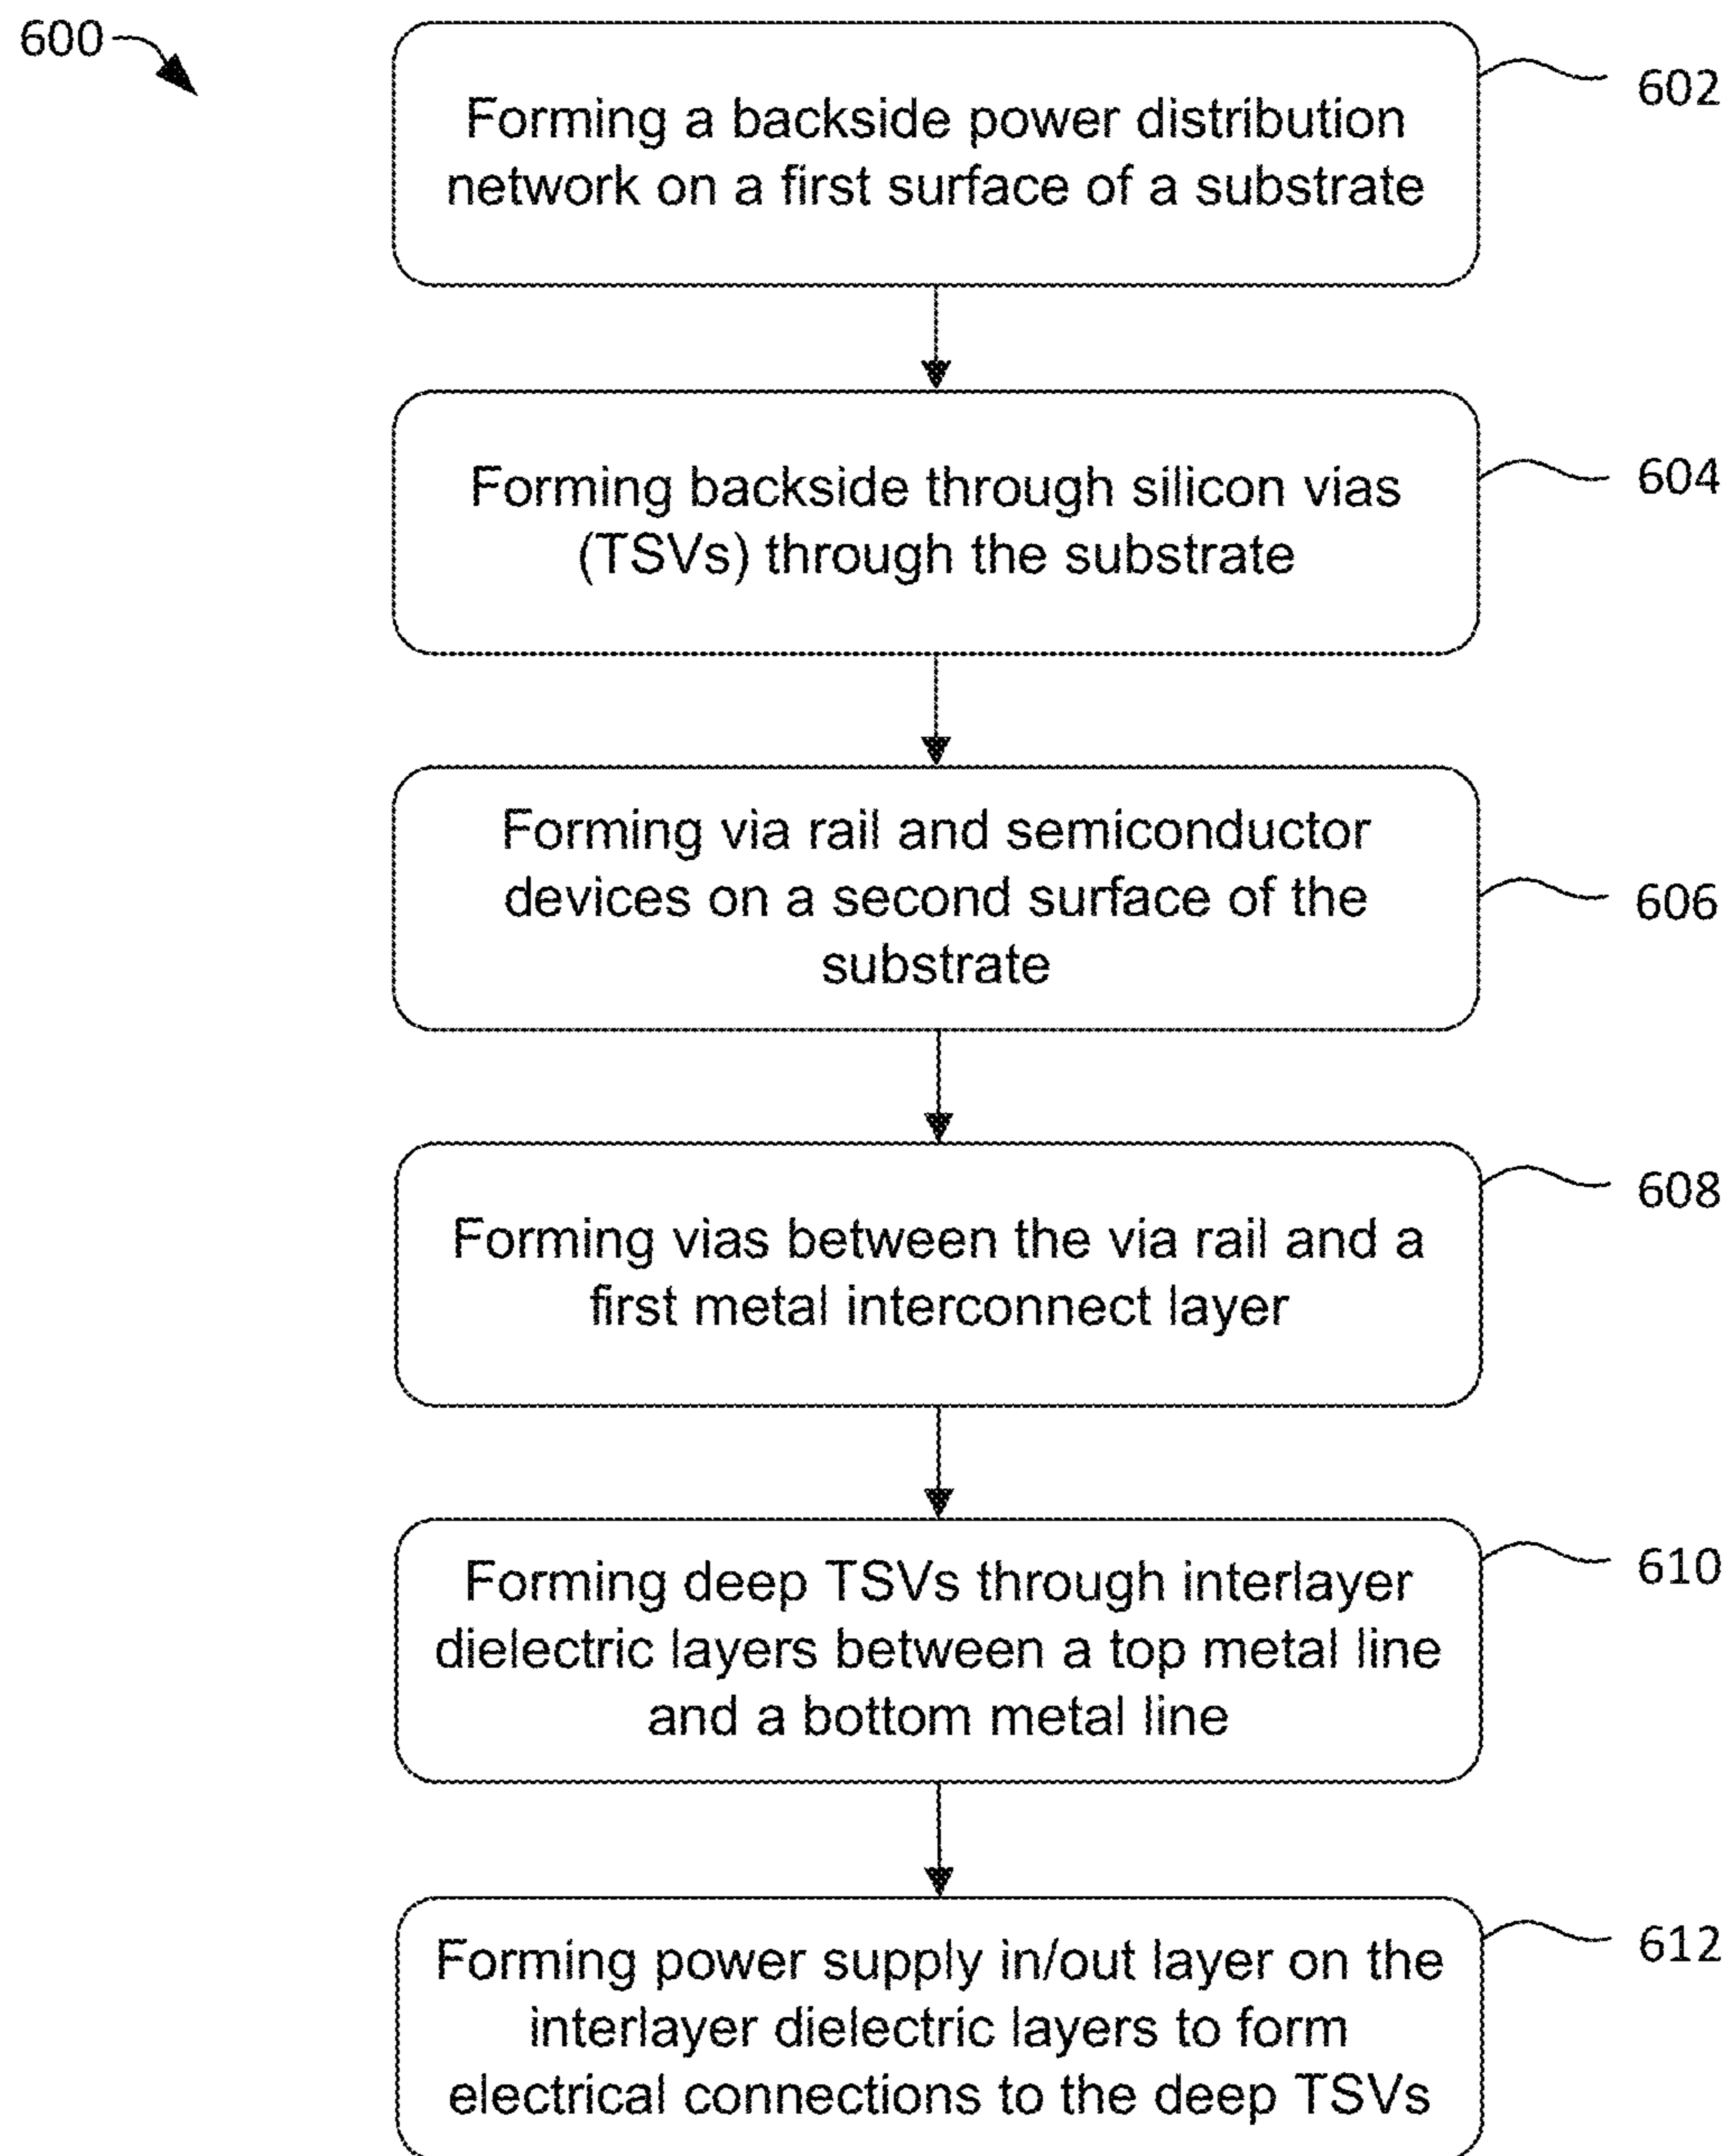 600
Forming a backside power distribution
network on a first surface of a substrate
602
Forming backside through silicon vias
(TSVs) through the substrate
604
Forming via rail and semiconductor
devices on a second surface of the
substrate
606
Forming vias between the via rail and a
first metal interconnect layer
608
Forming deep TSVs through interlayer
dielectric layers between a top metal line
and a bottom metal line
610
Forming power supply in/out layer on the
interlayer dielectric layers to form
electrical connections to the deep TSVs
612